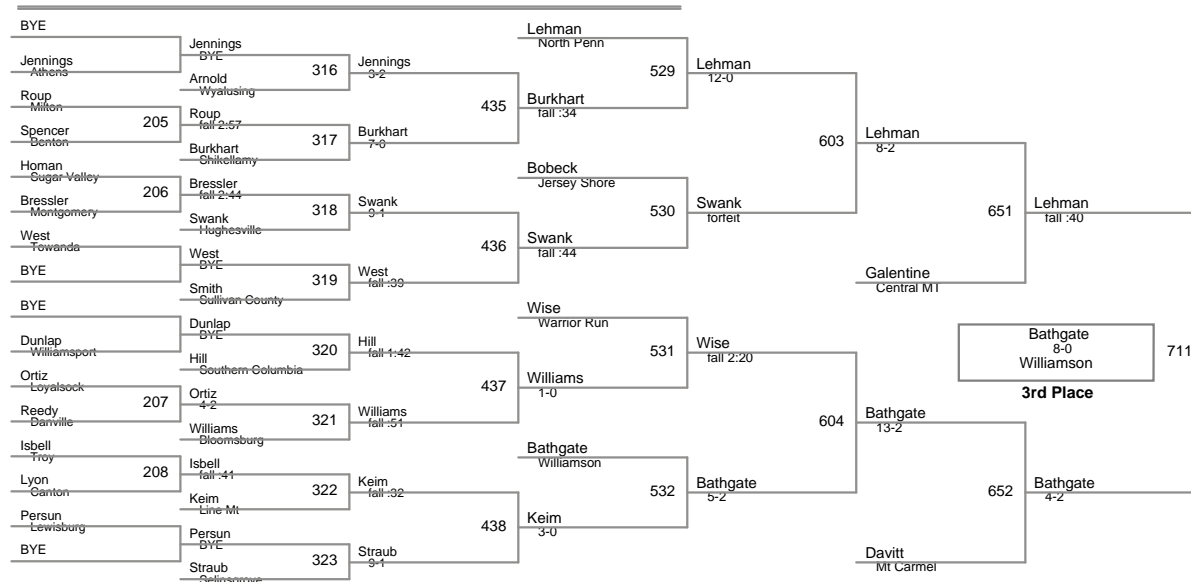 BYE
Jennings
Athens
Roup
Milton
Spencer
Benton
Homan
Sugar Valley
Bressler
Montgomery
West
Towanda
BYE
BYE
Dunlap
Williamsport
Ortiz
Loyalsock
Reedy
Danville
Isbell
Troy
Lyon
Canton
Persun
Lewisburg
BYE
205
206
207
208
Jennings
BYE
Arnold
Wyalusing
Roup
fall 2:57
Burkhart
Shikellamy
Bressler
fall 2:44
Swank
Hughesville
West
BYE
Smith
Sullivan County
Dunlap
BYE
Hill
Southern Columbia
Ortiz
4-2
Williams
Bloomsburg
Isbell
fall :41
Keim
Line Mt
Persun
BYE
Straub
Selinsgrove
316
317
318
319
320
321
322
323
Jennings
3-2
Burkhart
7-0
Swank
9-1
West
fall :39
Hill
fall 1:42
Williams
fall :51
Keim
fall :32
Straub
9-1
435
436
437
438
Lehman
North Penn
Burkhart
fall :34
Bobeck
Jersey Shore
Swank
fall :44
Wise
Warrior Run
Williams
1-0
Bathgate
Williamson
Keim
3-0
529
530
531
532
Lehman
12-0
Swank
forfeit
Wise
fall 2:20
Bathgate
5-2
603
604
Lehman
8-2
Galentine
Central MT
Bathgate
13-2
Davitt
Mt Carmel
651
652
Lehman
fall :40
Bathgate
4-2
Bathgate
8-0
Williamson
711
3rd Place